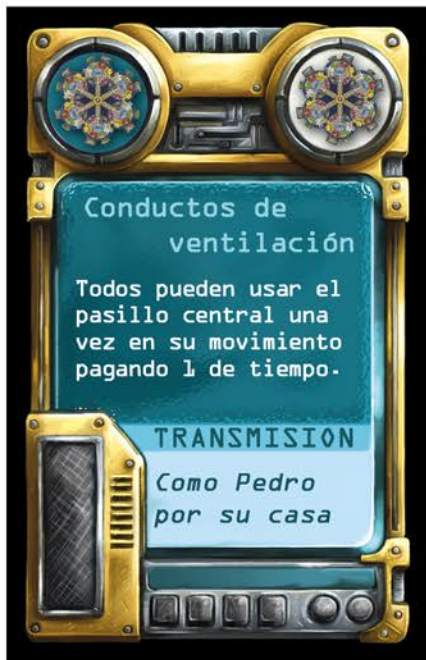 Conductos de
ventilación
Todos pueden usar el
pasillo central una
vez en su movimiento
pagando 1 de tiempo.
TRANSMISION
Como Pedro
por su casa